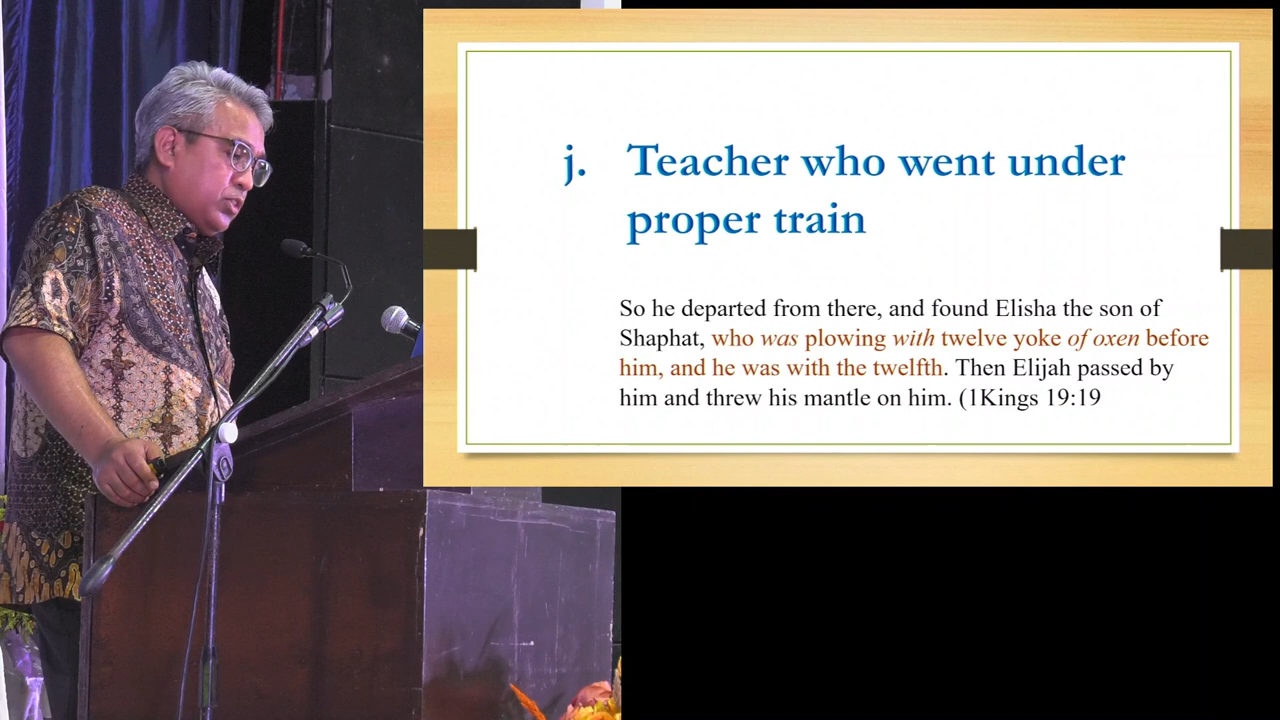 j. Teacher who went under
proper train
So he departed from there, and found Elisha the son of
Shaphat, who was plowing with twelve yoke of oxen before
him, and he was with the twelfth. Then Elijah passed by
him and threw his mantle on him. (1Kings 19:19